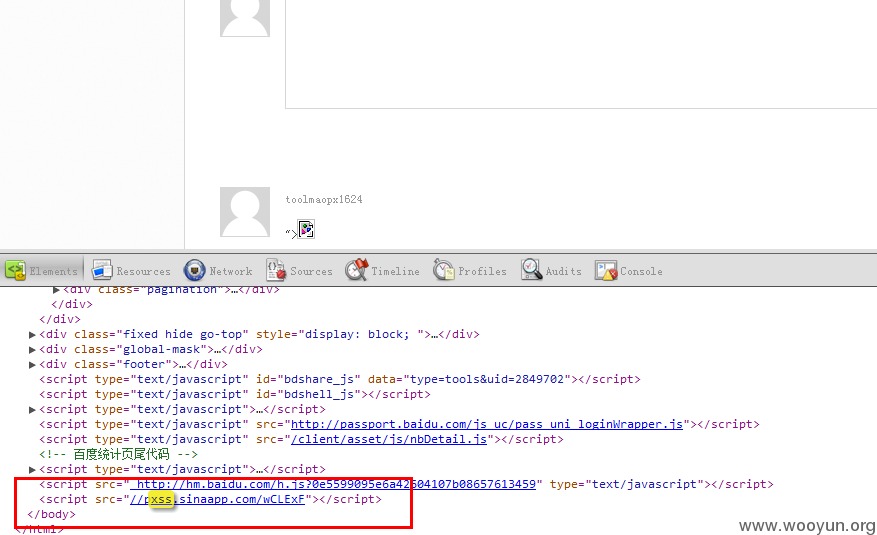 toolmaopx1624
“>
Elements Resources Network Sources Timeline Profiles Audits Console
▶<div class="pagination">…</div>
</div>
</div>
▶<div class="fixed hide go-top" style="display: block; ">…</div>
▶<div class="global-mask">…</div>
▶<div class="footer">…</div>
<script type="text/javascript" id="bdshare_js" data="type=tools&uid=2849702"></script>
<script type="text/javascript" id="bdshell_js"></script>
▶<script type="text/javascript">…</script>
<script type="text/javascript" src="http://passport.baidu.com/js_uc/pass_uni_loginWrapper.js"></script>
<script type="text/javascript" src="/client/asset/js/nbDetail.js"></script>
<!-- 百度统计页尾代码 -->
▶<script type="text/javascript">…</script>
<script src=" http://hm.baidu.com/h.js?0e5599095e6a42604107b08657613459" type="text/javascript"></script>
<script src="//pxss.sinaapp.com/wCLExF"></script>
</body>
</html>
www.wooyun.org